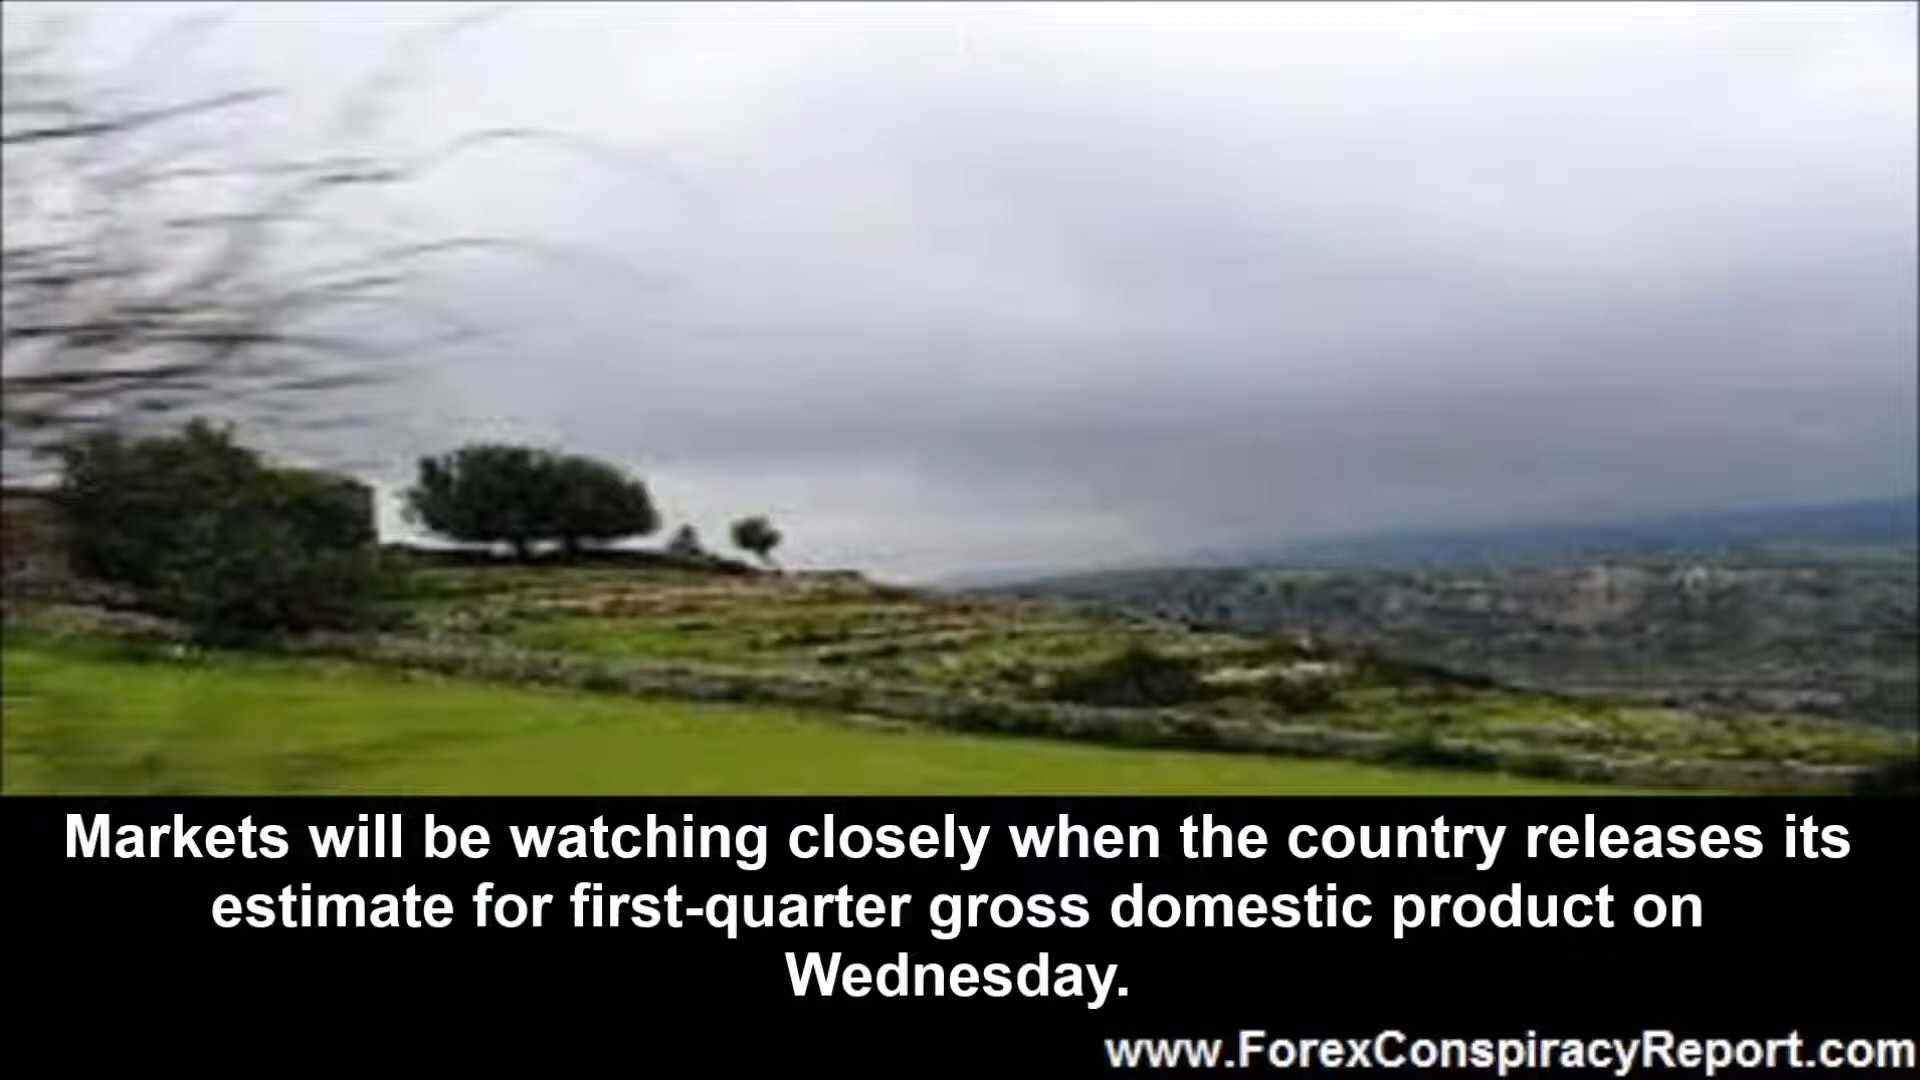 Markets will be watching closely when the country releases its
estimate for first-quarter gross domestic product on
Wednesday.
www.ForexConspiracyReport.com